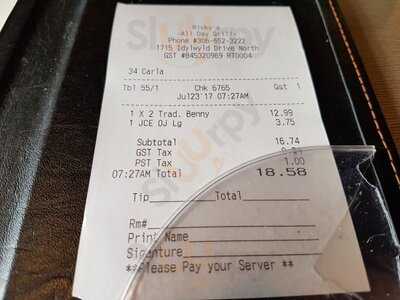 Ricky's
All Day Grill
Phone #306-652-3222
1715 Idylwyld Drive North
GST #845320969 RT0004
34 Carla
Tbl 55/1 Chk 6765 Gst 1
Jul23'17 07:27AM
1 X 2 Trad. Benny 12.99
1 JCE OJ Lg 3.75
Subtotal 16.74
GST Tax
PST Tax 1.00
07:27AM Total 18.58
Tip Total
Rm#
Print Name
Signature
**Please Pay your Server **